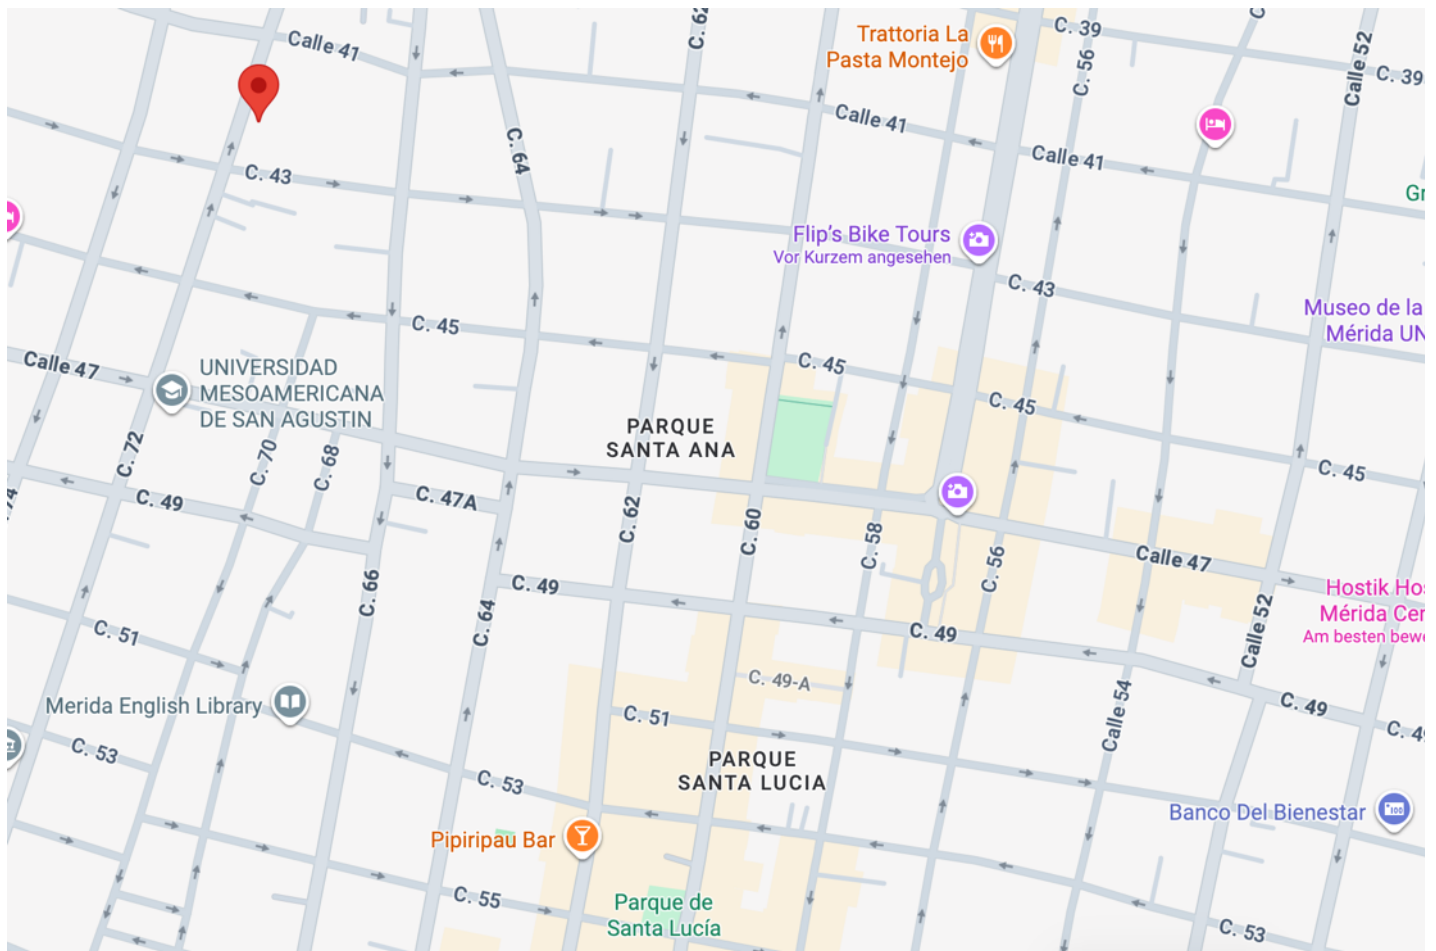 Calle 41
C. 62
Trattoria La
Pasta Montejo
C. 39
C. 56
Calle 52
C. 39
C. 64
Calle 41
Calle 41
C. 43
Flip's Bike Tours
Vor Kurzem angesehen
C. 43
Museo de la
Mérida UN
C. 45
Calle 47
UNIVERSIDAD
MESOAMERICANA
DE SAN AGUSTIN
C. 45
C. 45
PARQUE
SANTA ANA
C. 72
C. 70
C. 68
C. 45
C. 49
C. 47A
C. 62
C. 60
C. 58
C. 56
Calle 47
C. 66
C. 49
Hostik Hos
Mérida Cen
Am besten bewe
C. 64
C. 51
C. 49
Calle 52
C. 49-A
Merida English Library
C. 51
Calle 54
C. 49
C. 53
PARQUE
SANTA LUCIA
C. 53
Banco Del Bienestar
Pipiripau Bar
C. 55
Parque de
Santa Lucía
C. 53